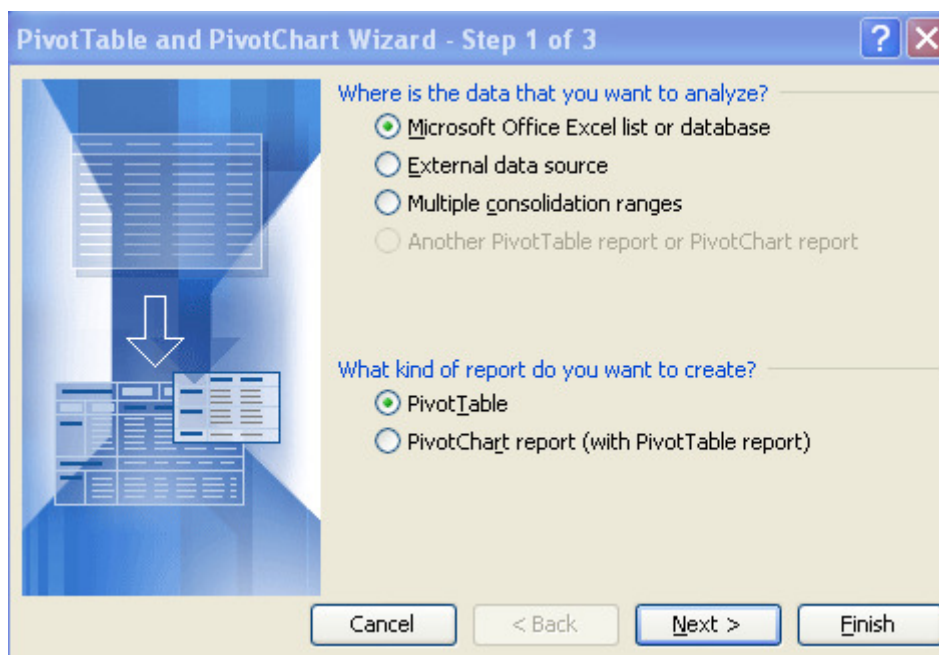 PivotTable and PivotChart Wizard - Step 1 of 3
Where is the data that you want to analyze?
Microsoft Office Excel list or database
External data source
Multiple consolidation ranges
Another PivotTable report or PivotChart report
What kind of report do you want to create?
PivotTable
PivotChart report (with PivotTable report)
Cancel < Back Next > Finish